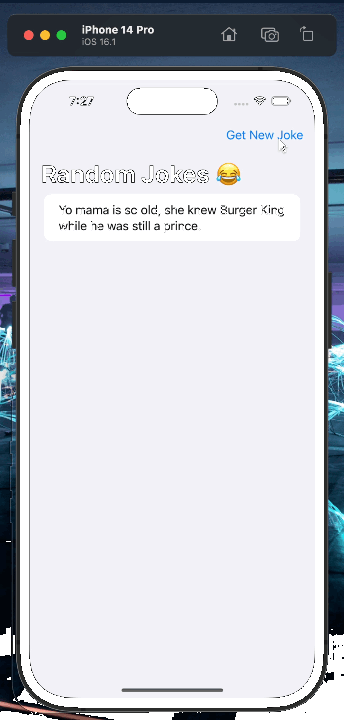 iPhone 14 Pro
iOS 16.1
7:27
Get New Joke
Random Jokes 😂
Yo mama is so old, she knew Burger King
while he was still a prince.